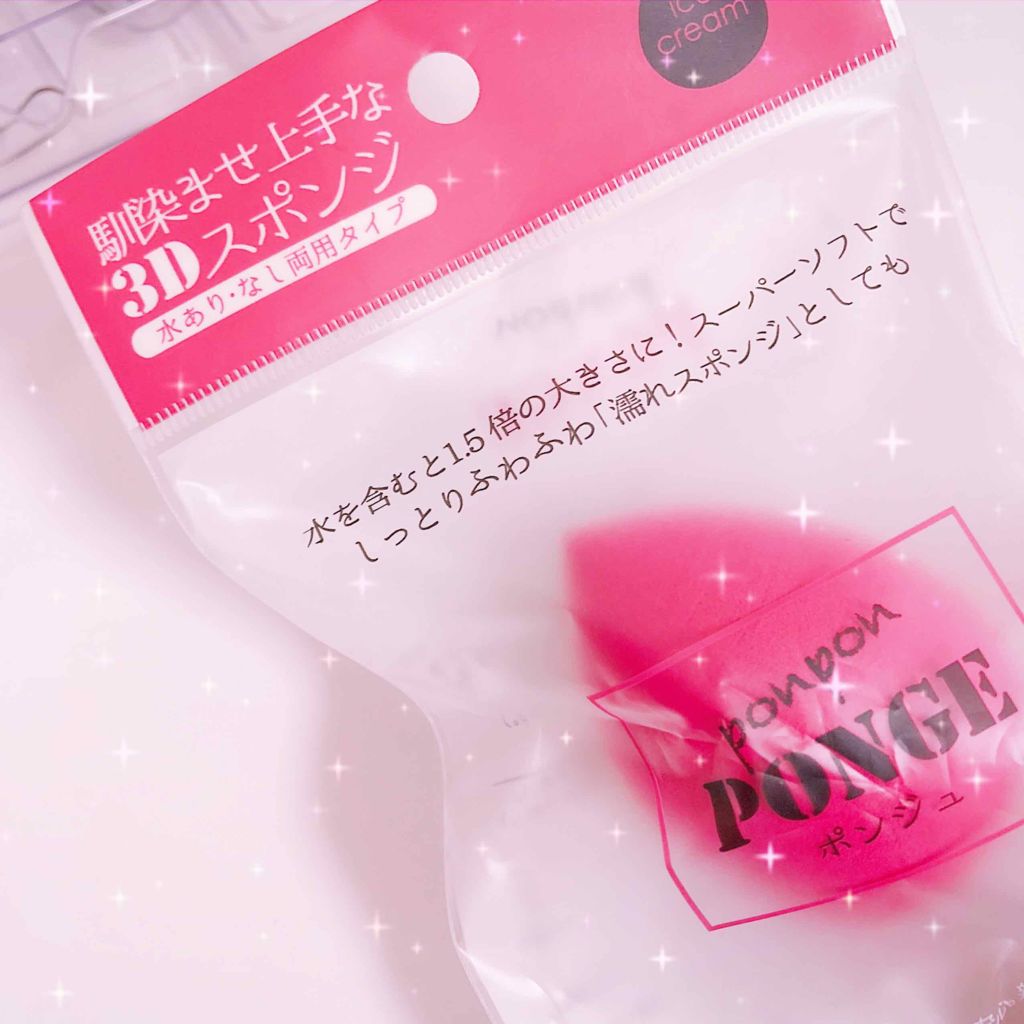 ice
cream
馴染ませ上手な
3Dスポンジ
水あり・なし両用タイプ
水を含むと1.5倍の大きさに!スーパーソフトで
しっとりふわふわ「濡れスポンジ」としても
ponpon
PONGE
ポンジュ